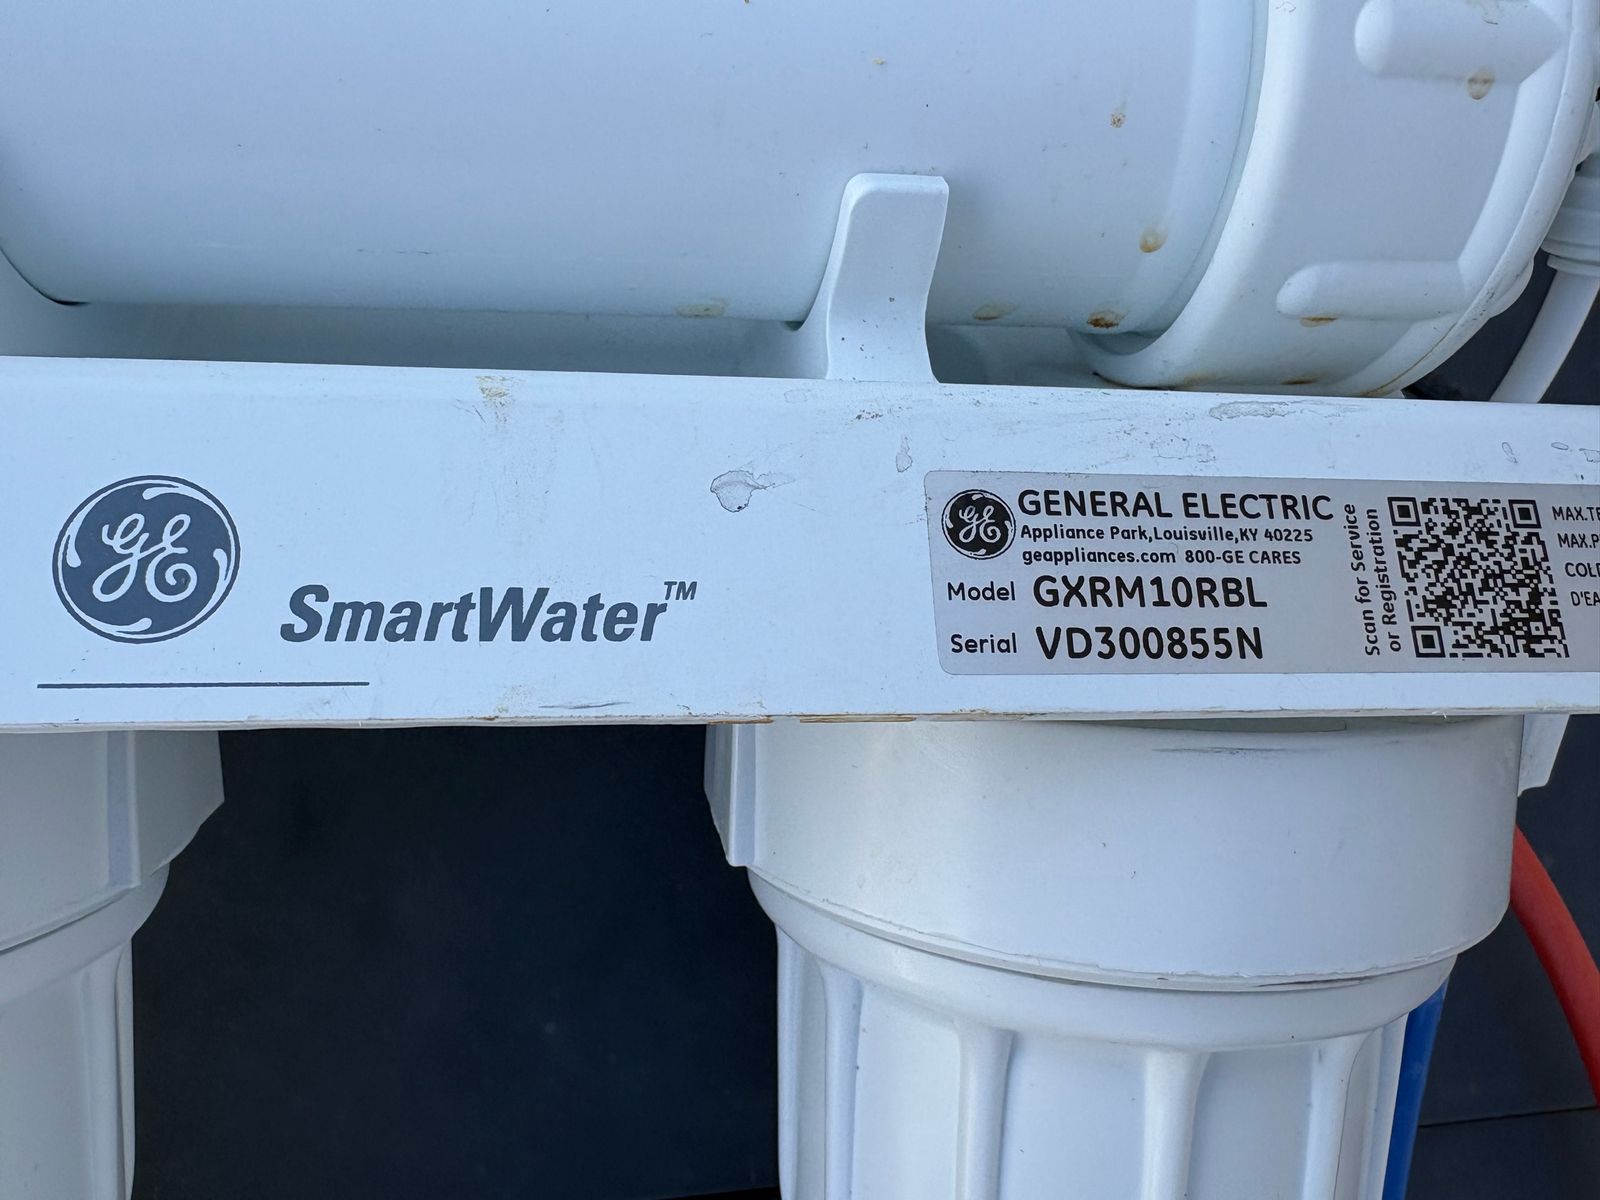 GE
SmartWater™
GE
GENERAL ELECTRIC
Appliance Park,Louisville,KY 40225
geappliances.com 800-GE CARES
Model GXRM10RBL
Serial VD300855N
Scan for Service
or Registration